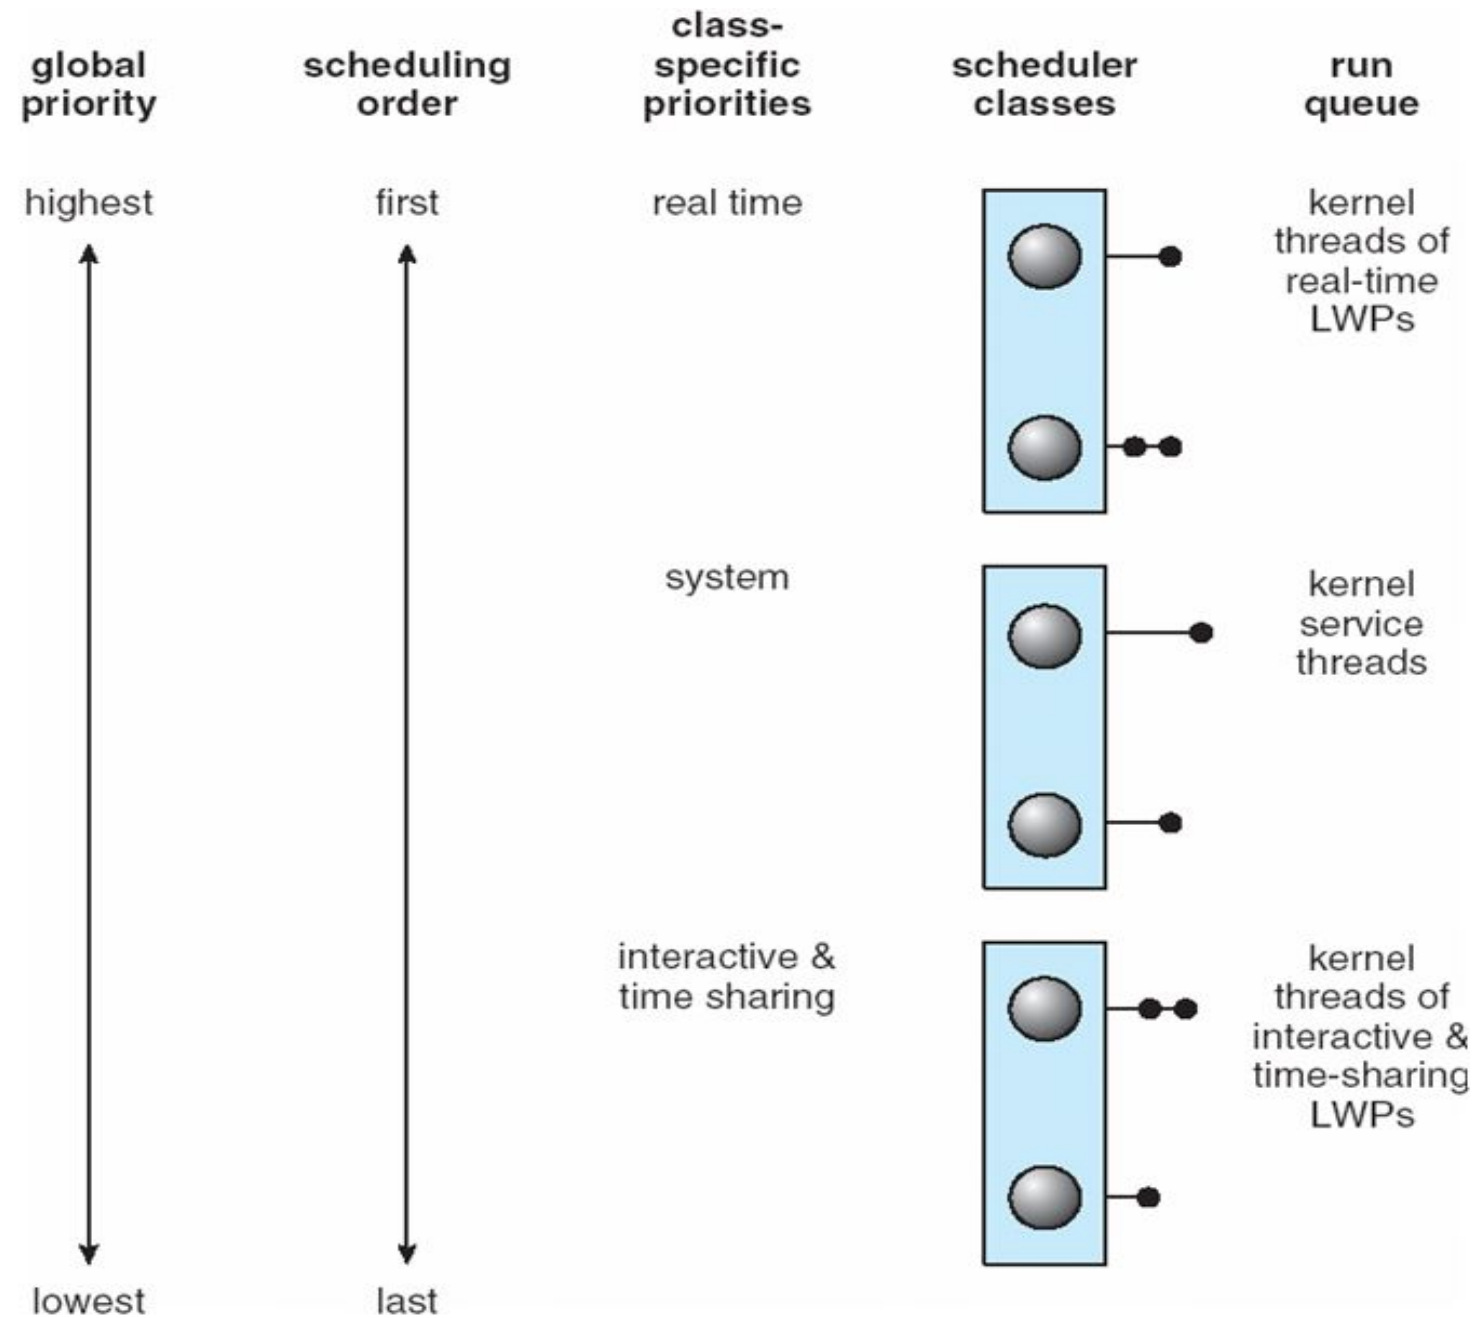 global
priority
scheduling
order
class-
specific
priorities
scheduler
classes
run
queue
highest
first
real time
kernel
threads of
real-time
LWPs
system
kernel
service
threads
interactive &
time sharing
kernel
threads of
interactive &
time-sharing
LWPs
lowest
last